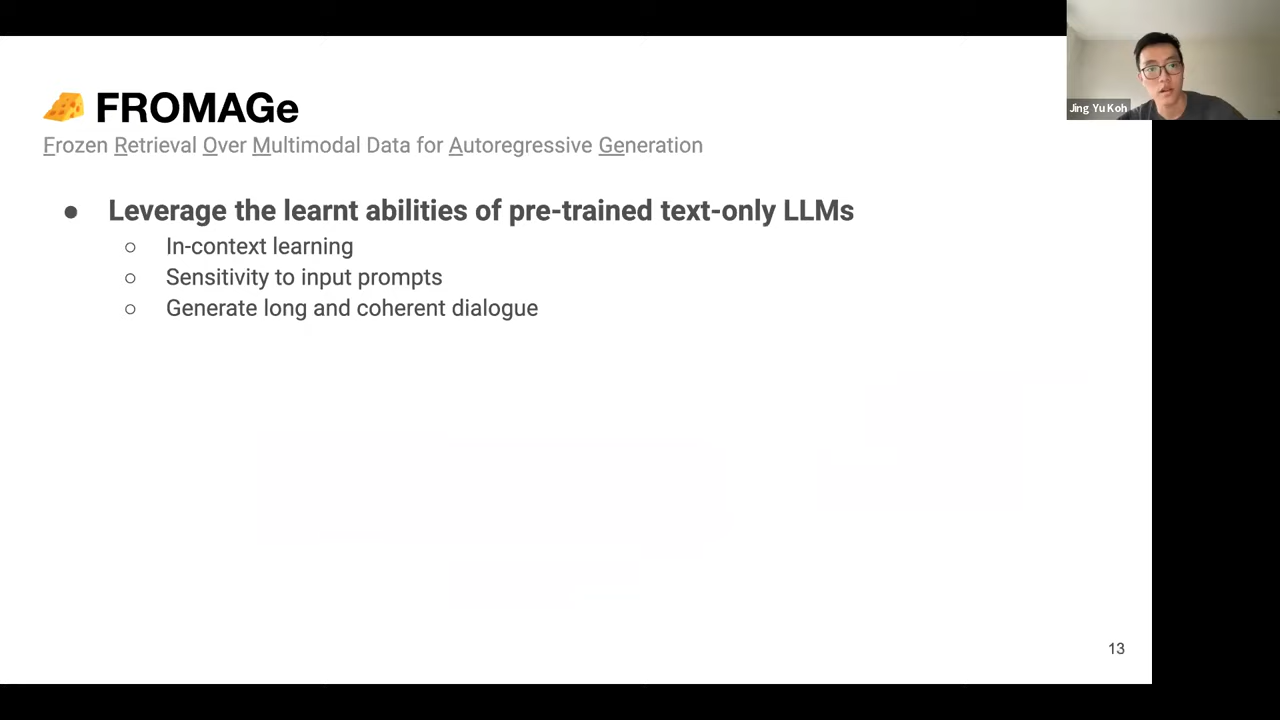 FROMAGe
Frozen Retrieval Over Multimodal Data for Autoregressive Generation
● Leverage the learnt abilities of pre-trained text-only LLMs
○ In-context learning
○ Sensitivity to input prompts
○ Generate long and coherent dialogue
13
Jing Yu Koh